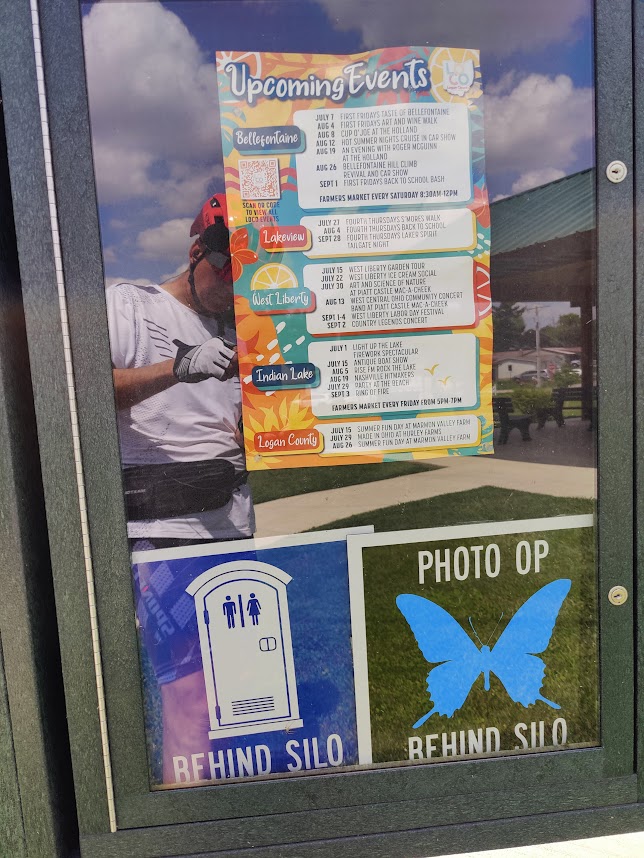 Upcoming Events
LOCO
Bellefontaine
JULY 7 FIRST FRIDAYS TASTE OF BELLEFONTAINE
AUG 4 FIRST FRIDAYS ART AND WINE WALK
AUG 8 CUP O'JOE AT THE HOLLAND
AUG 12 HOT SUMMER NIGHTS CRUISE IN CAR SHOW
AUG 19 AN EVENING WITH ROGER MCGUINN
AT THE HOLLAND
AUG 26 BELLEFONTAINE HILL CLIMB
REVIVAL AND CAR SHOW
SEPT 1 FIRST FRIDAYS BACK TO SCHOOL BASH
FARMERS MARKET EVERY SATURDAY 8:30AM-12PM
SCAN QR CODE
TO VIEW ALL
LOCO EVENTS
Lakeview
JULY 27 FOURTH THURSDAYS S'MORES WALK
AUG 4 FOURTH THURSDAYS BACK TO SCHOOL
SEPT 28 FOURTH THURSDAYS LAKER SPIRIT
TAILGATE NIGHT
West Liberty
JULY 15 WEST LIBERTY GARDEN TOUR
JULY 22 WEST LIBERTY ICE CREAM SOCIAL
JULY 30 ART AND SCIENCE OF NATURE
AT PIATT CASTLE MAC-A-CHEEK
AUG 13 WEST CENTRAL OHIO COMMUNITY CONCERT
BAND AT PIATT CASTLE MAC-A-CHEEK
SEPT 1-4 WEST LIBERTY LABOR DAY FESTIVAL
SEPT 2 COUNTRY LEGENDS CONCERT
Indian Lake
JULY 1 LIGHT UP THE LAKE
FIREWORK SPECTACULAR
JULY 15 ANTIQUE BOAT SHOW
AUG 5 RISE FM ROCK THE LAKE
AUG 19 NASHVILLE HITMAKERS
JULY 29 PARTY AT THE BEACH
SEPT 3 RING OF FIRE
FARMERS MARKET EVERY FRIDAY FROM 5PM-7PM
Logan County
JULY 15 SUMMER FUN DAY AT MARMON VALLEY FARM
JULY 29 MADE IN OHIO AT HURLEY FARMS
AUG 26 SUMMER FUN DAY AT MARMON VALLEY FARM
BEHIND SILO
PHOTO OP
BEHIND SILO